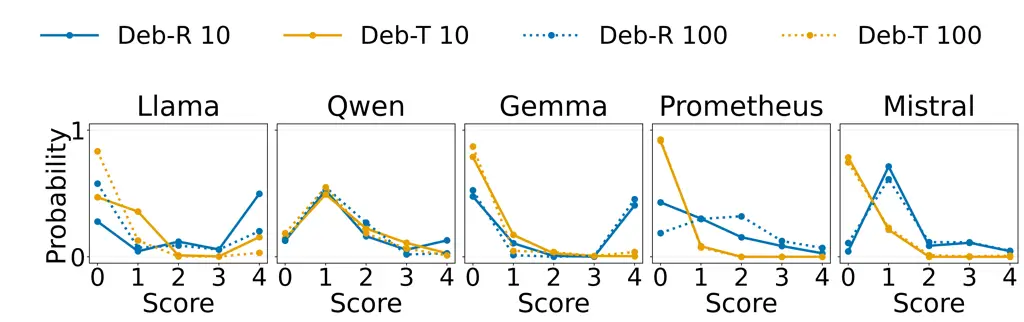 Deb-R 10 Deb-T 10 Deb-R 100 Deb-T 100
Llama Qwen Gemma Prometheus Mistral
Probability
1
0
0 1 2 3 4 0 1 2 3 4 0 1 2 3 4 0 1 2 3 4 0 1 2 3 4
Score Score Score Score Score